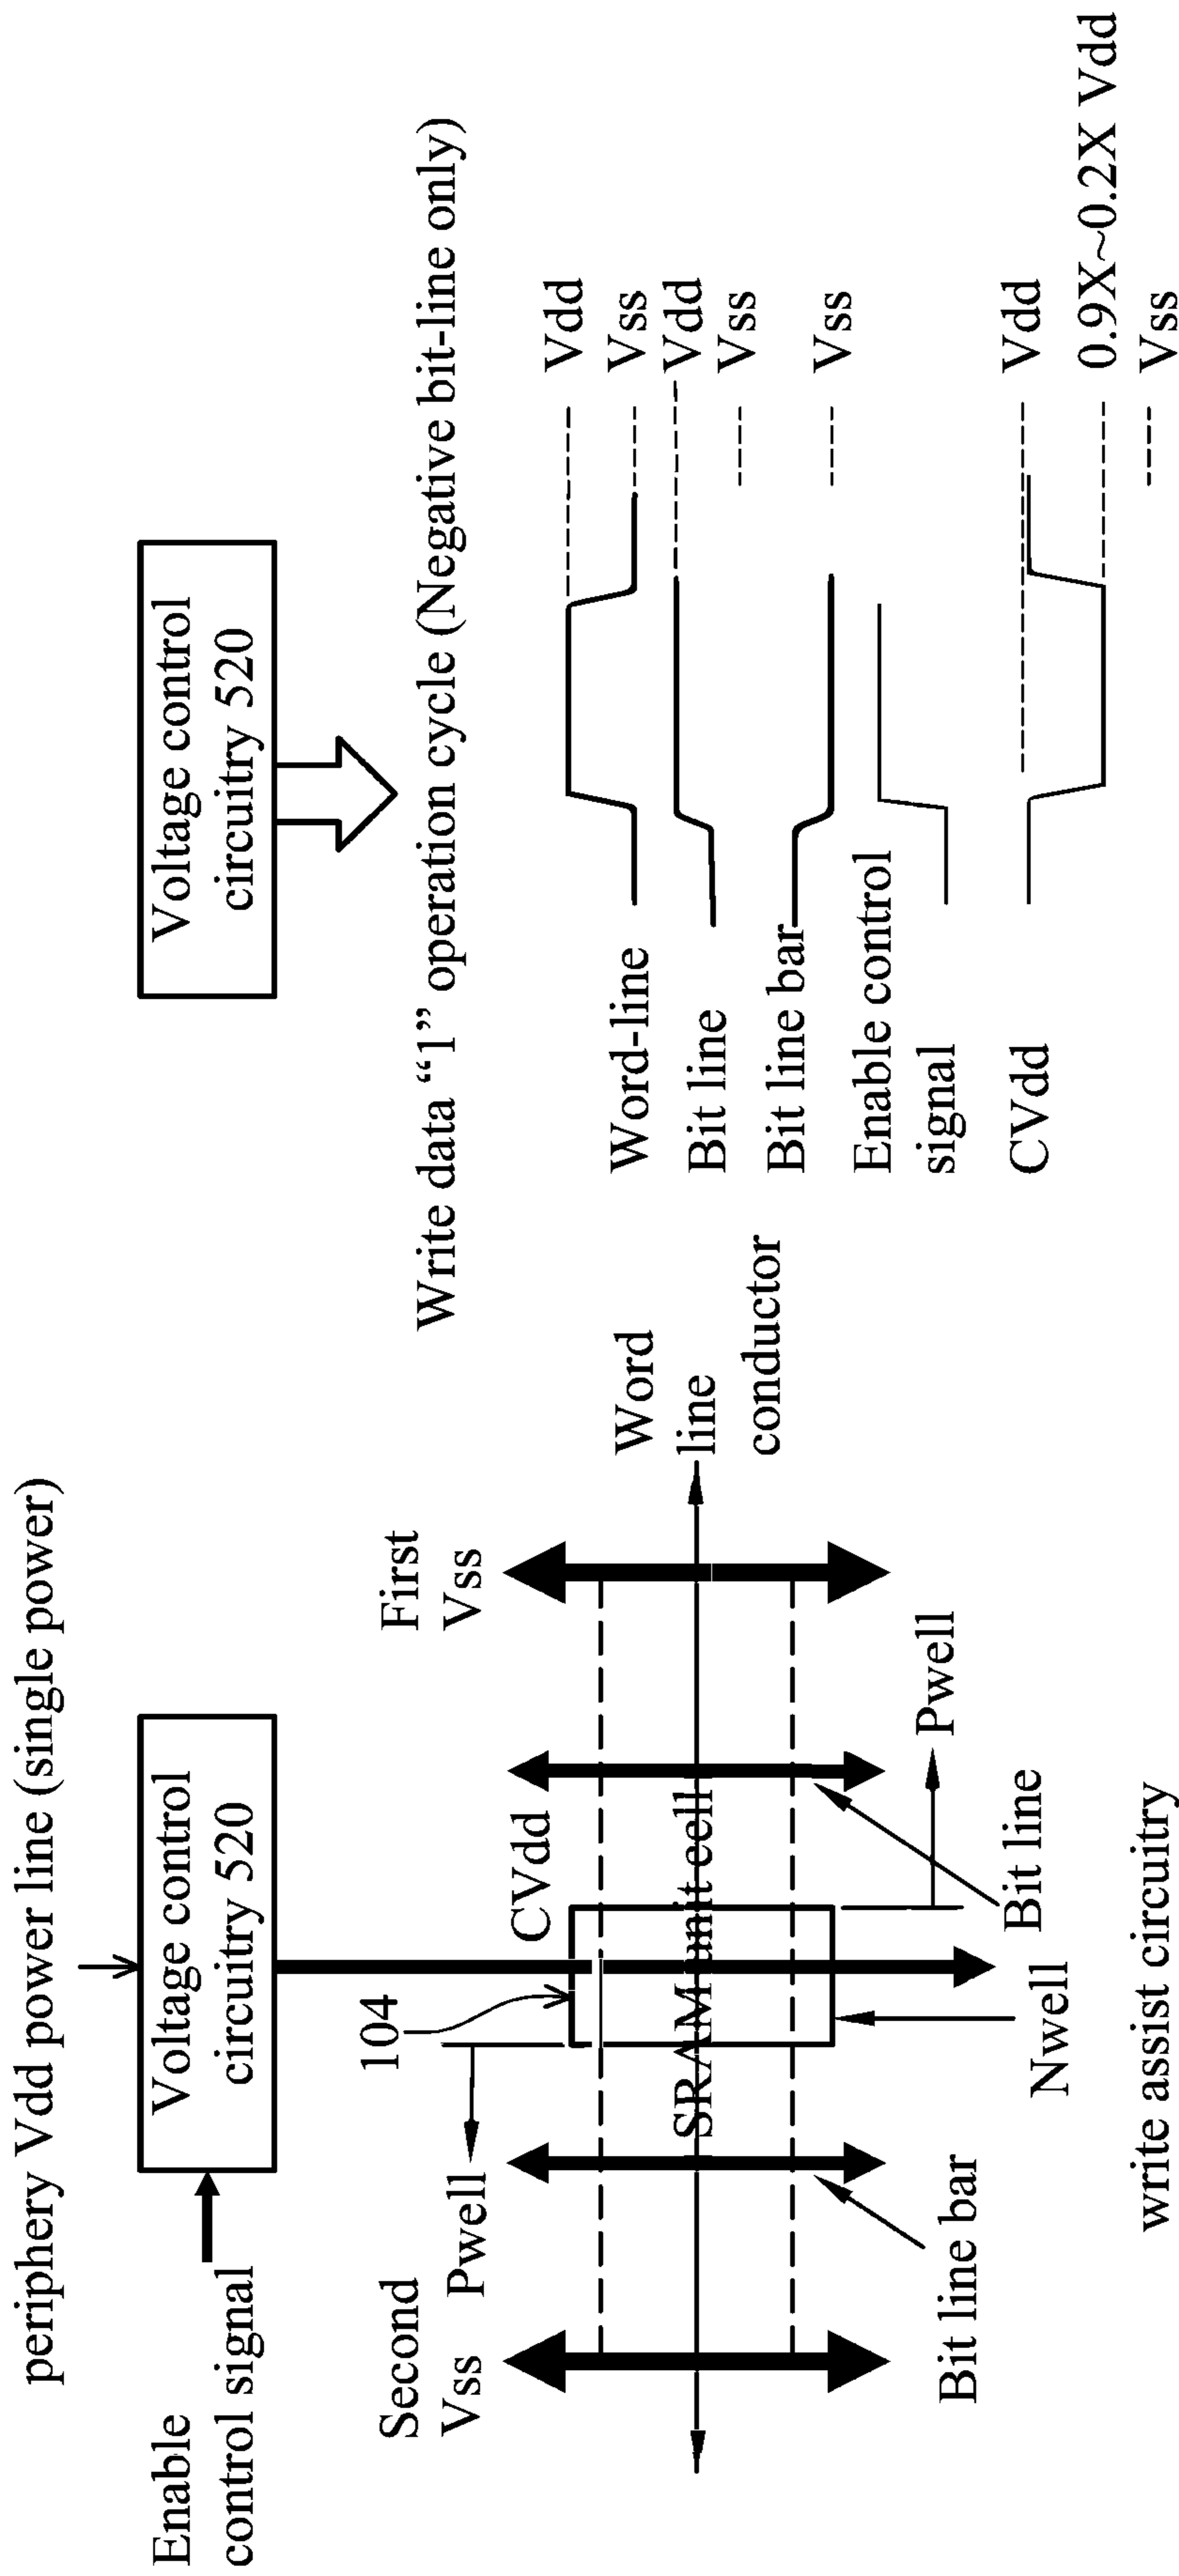 periphery Vdd power line (single power)
Enable
control signal
Voltage control
circuitry 520
Second
Vss
Pwell
104
CVdd
First
Vss
SRAM unit cell
Word
line
conductor
Bit line bar
Nwell
Bit line
Pwell
write assist circuitry
Voltage control
circuitry 520
Write data “1” operation cycle (Negative bit-line only)
Word-line
Vdd
Vss
Bit line
Vdd
Vss
Bit line bar
Vss
Enable control
signal
CVdd
Vdd
0.9X~0.2X Vdd
Vss